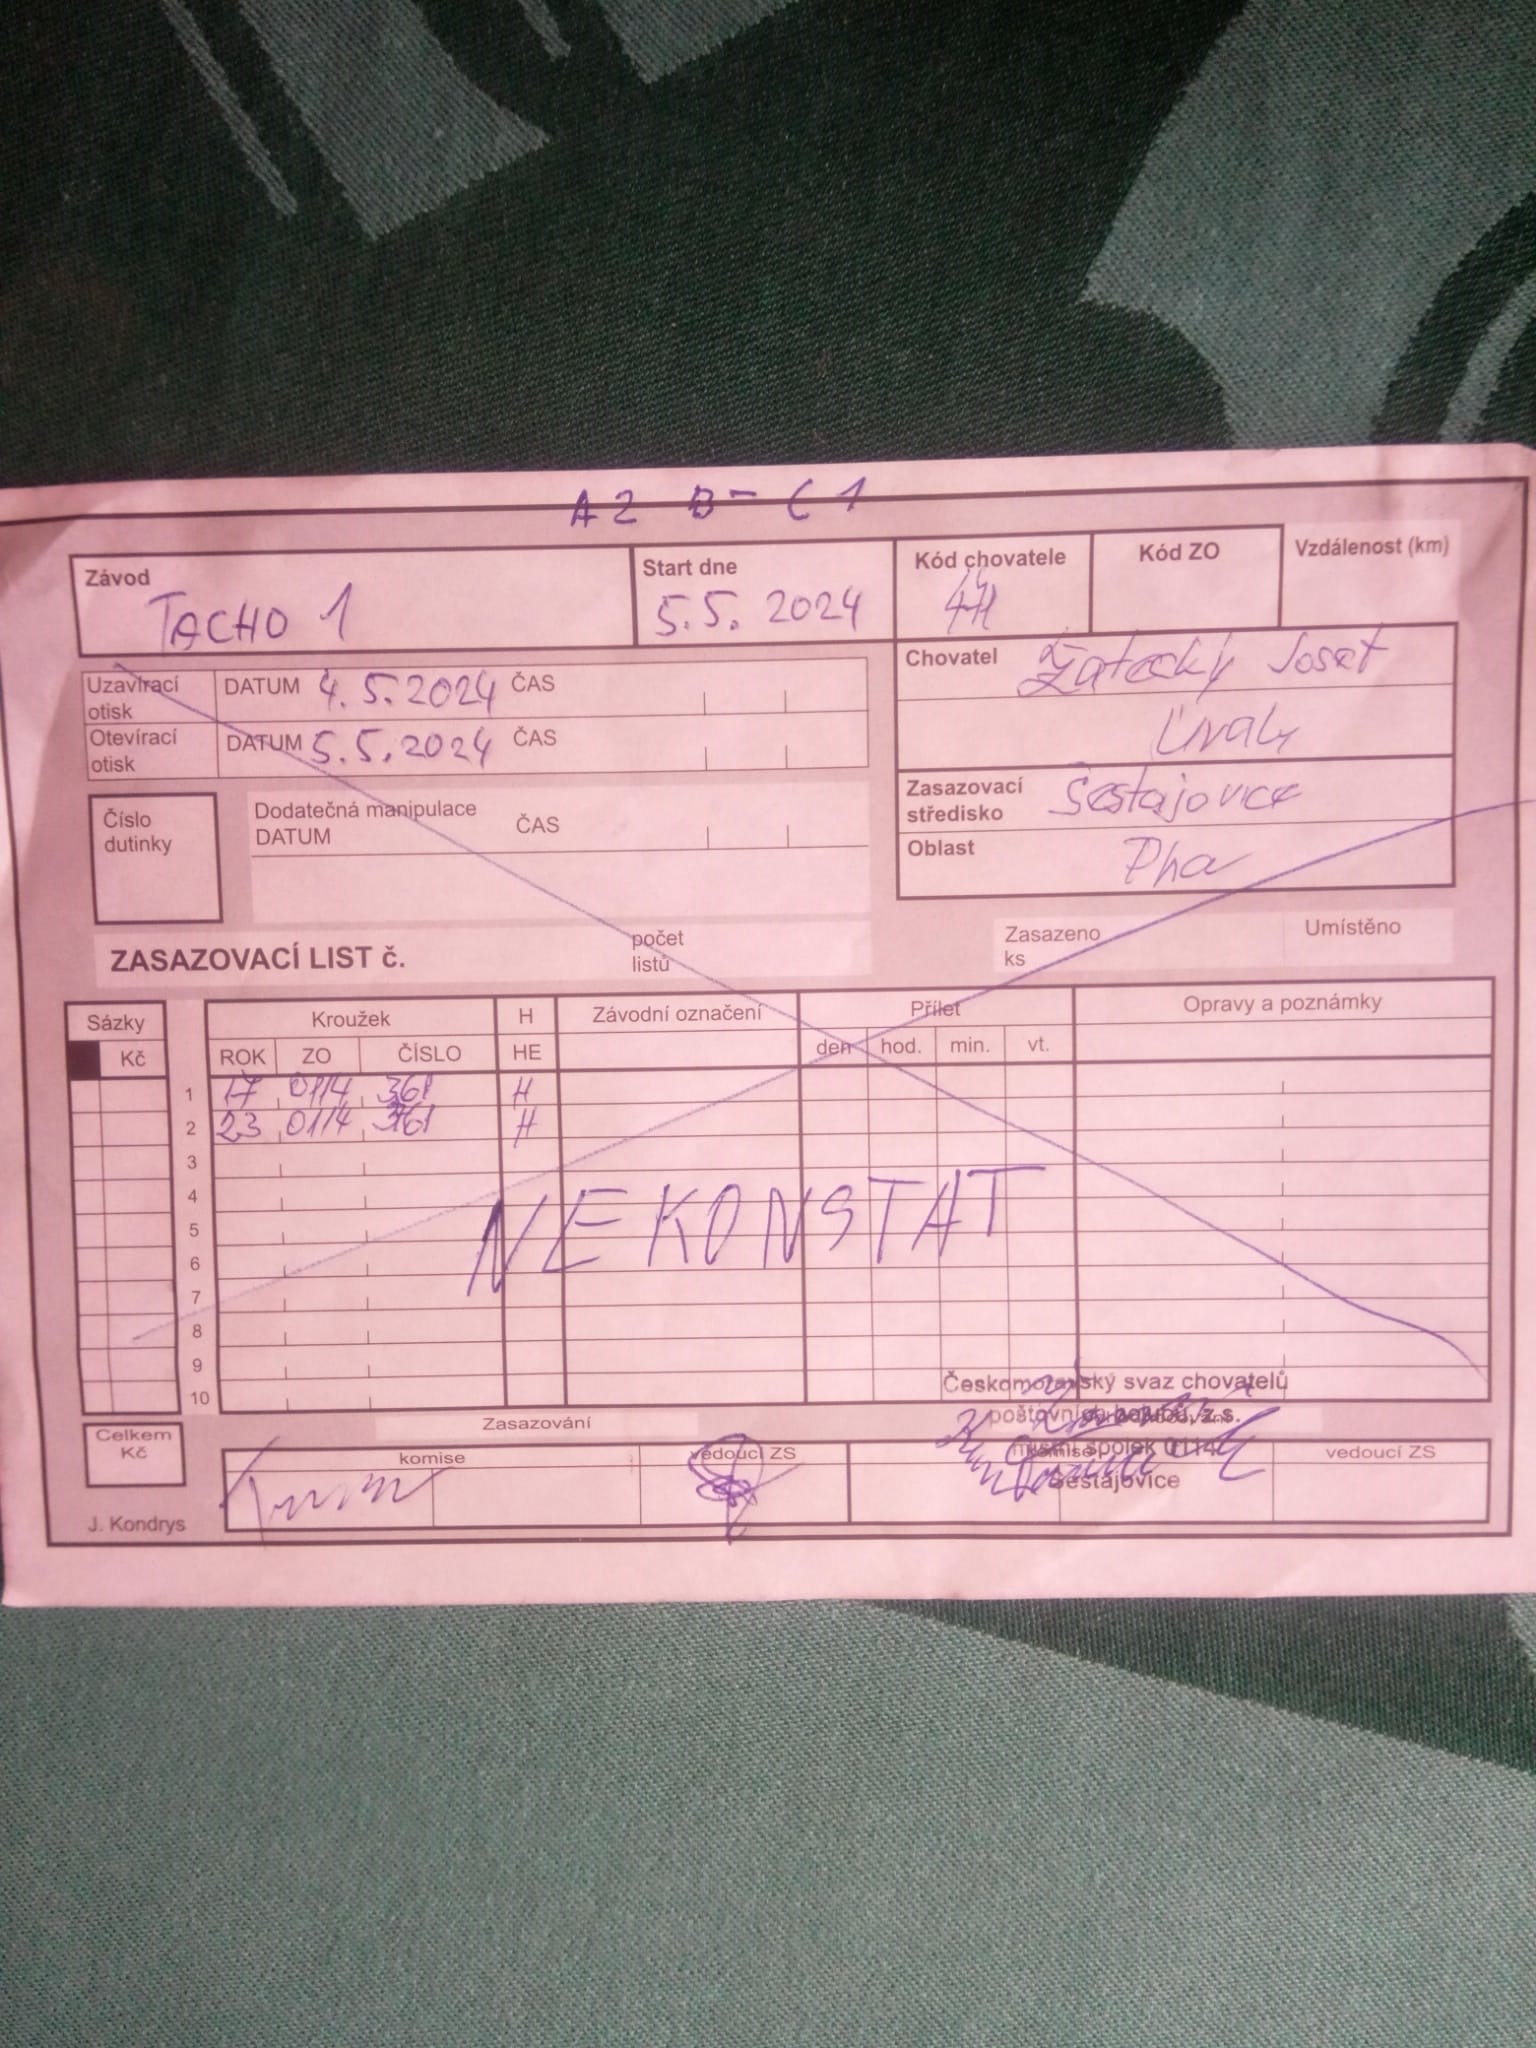 A2 B- C1
Závod
TACHO 1
Start dne
5.5. 2024
Kód chovatele
Kód ZO
Vzdálenost (km)
Uzavírací otisk DATUM 4.5.2024 ČAS
Otevírací otisk DATUM 5.5.2024 ČAS
Chovatel Žatecký Josef
Úvaly
Číslo dutinky
Dodatečná manipulace
DATUM ČAS
Zasazovací středisko Šestajovice
Oblast Pha
ZASAZOVACÍ LIST č.
počet listů
Zasazeno ks
Umístěno
Sázky
Kč
Kroužek H Závodní označení Přílet Opravy a poznámky
ROK ZO ČÍSLO HE den hod. min. vt.
1 17 0114 361 H
2 23 0114 H
3
4
5
6
7
8
9
10
NEKONSTAT
Českomoravský svaz chovatelů
poštovních holubů, z.s.
místní spolek 0114
Šestajovice
Celkem Kč
Zasazování
komise vedoucí ZS
komise vedoucí ZS
J. Kondrys